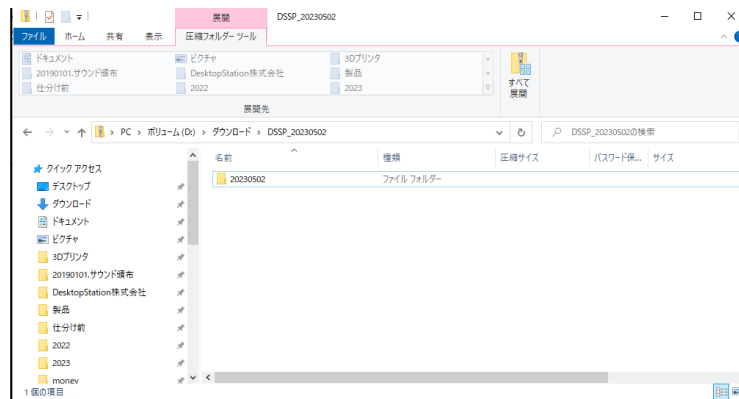 展開 DSSP_20230502
ファイル ホーム 共有 表示 圧縮フォルダー ツール
ドキュメント ピクチャ 3Dプリンタ
20190101.サウンド頒布 DesktopStation株式会社 製品
仕分け前 2022 2023
すべて
展開
展開先
PC › ボリューム (D:) › ダウンロード › DSSP_20230502
DSSP_20230502の検索
名前 種類 圧縮サイズ パスワード保... サイズ
20230502 ファイル フォルダー
クイック アクセス
デスクトップ
ダウンロード
ドキュメント
ピクチャ
3Dプリンタ
20190101.サウンド頒布
DesktopStation株式会社
製品
仕分け前
2022
2023
money
1 個の項目